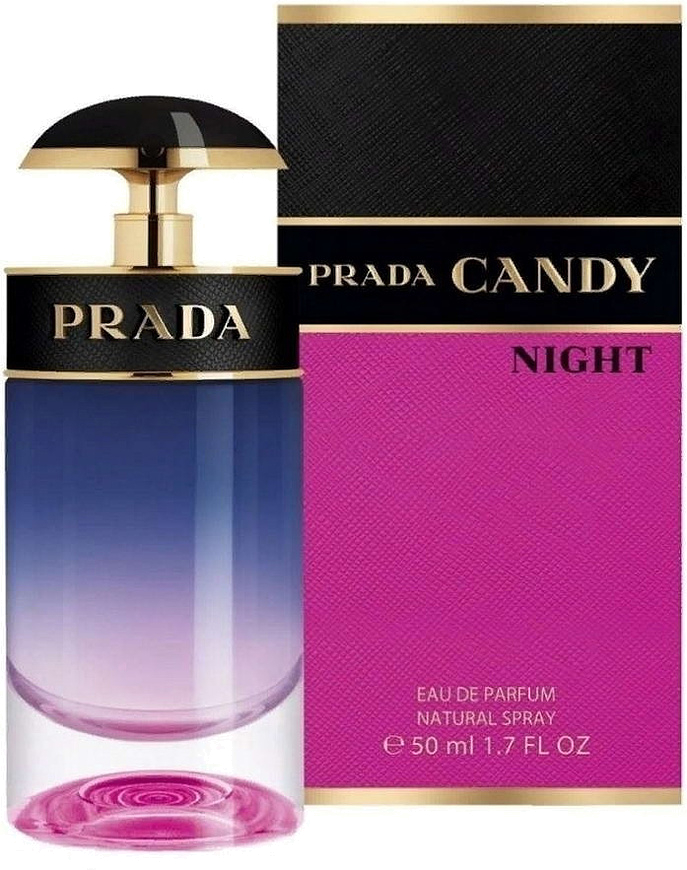 PRADA
PRADA CANDY
NIGHT
EAU DE PARFUM
NATURAL SPRAY
℮ 50 ml 1.7 FL OZ